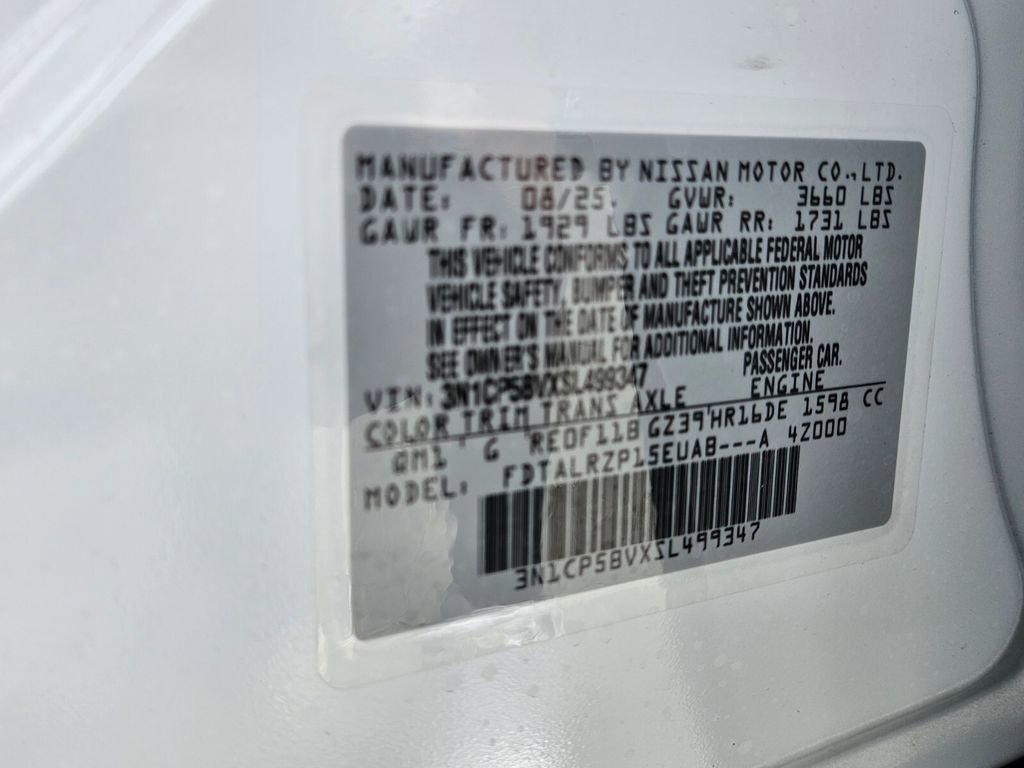 MANUFACTURED BY NISSAN MOTOR CO.,LTD.
DATE: 08/25 GVWR: 3660 LBS
GAWR FR: 1929 LBS GAWR RR: 1731 LBS
THIS VEHICLE CONFORMS TO ALL APPLICABLE FEDERAL MOTOR
VEHICLE SAFETY, BUMPER AND THEFT PREVENTION STANDARDS
IN EFFECT ON THE DATE OF MANUFACTURE SHOWN ABOVE.
SEE OWNER'S MANUAL FOR ADDITIONAL INFORMATION.
VIN: 3N1CP5BVXSL499347 PASSENGER CAR.
COLOR TRIM TRANS AXLE ENGINE
QM1 G RE0F11B GZ39 HR16DE 1598 CC
MODEL: FDTALRZP15EUAB---A 42000
3N1CP5BVXSL499347